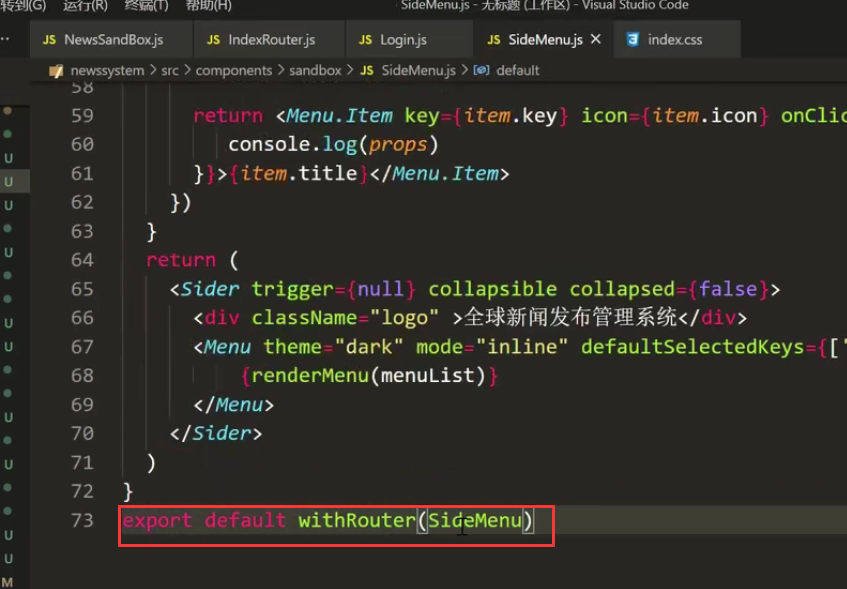 转到(G) 运行(R) 终端(T) 帮助(H) SideMenu.js - 无标题 (工作区) - Visual Studio Code
JS NewsSandBox.js JS IndexRouter.js JS Login.js JS SideMenu.js × index.css
newssystem > src > components > sandbox > JS SideMenu.js > default
58
59 return <Menu.Item key={item.key} icon={item.icon} onClic
60 console.log(props)
61 }}>{item.title}</Menu.Item>
62 })
63 }
64 return (
65 <Sider trigger={null} collapsible collapsed={false}>
66 <div className="logo" >全球新闻发布管理系统</div>
67 <Menu theme="dark" mode="inline" defaultSelectedKeys={['
68 {renderMenu(menuList)}
69 </Menu>
70 </Sider>
71 )
72 }
73 export default withRouter(SideMenu)
U
U
U
U
U
U
U
U
U
U
M